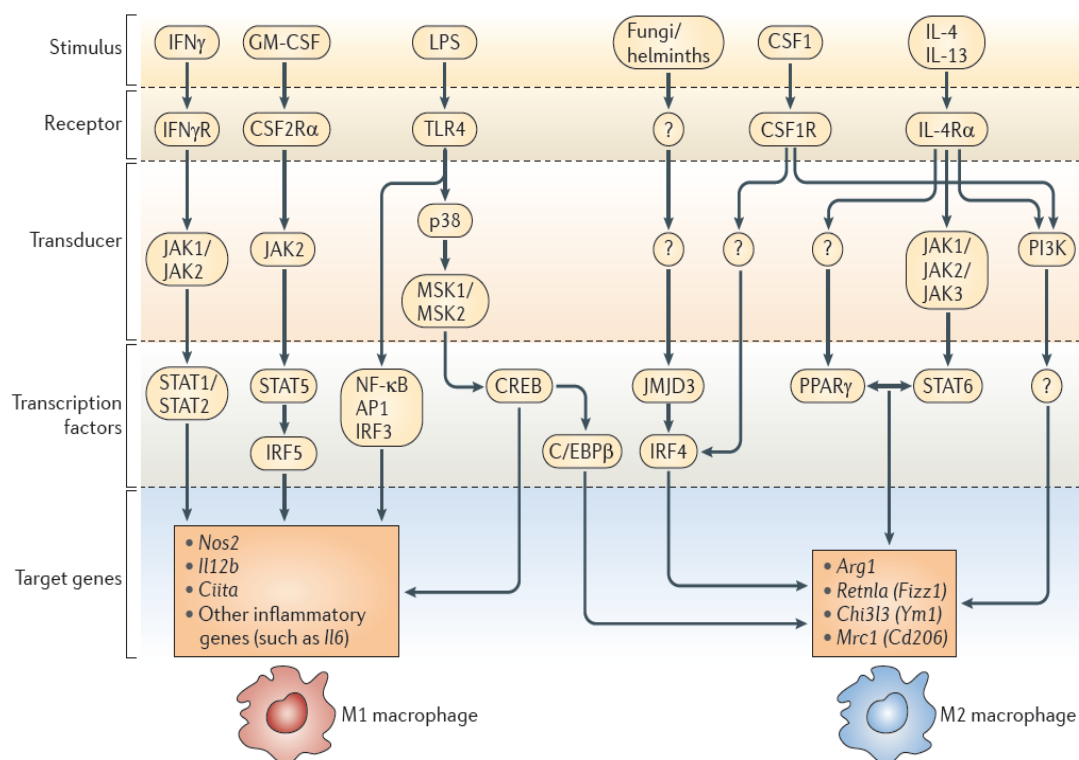 Stimulus
IFNγ
GM-CSF
LPS
Fungi/
helminths
CSF1
IL-4
IL-13
Receptor
IFNγR
CSF2Rα
TLR4
?
CSF1R
IL-4Rα
Transducer
JAK1/
JAK2
JAK2
p38
MSK1/
MSK2
?
?
?
JAK1/
JAK2/
JAK3
PI3K
Transcription
factors
STAT1/
STAT2
STAT5
IRF5
NF-κB
AP1
IRF3
CREB
C/EBPβ
JMJD3
IRF4
PPARγ
STAT6
?
Target genes
• Nos2
• Il12b
• Ciita
• Other inflammatory
genes (such as Il6)
• Arg1
• Retnla (Fizz1)
• Chi3l3 (Ym1)
• Mrc1 (Cd206)
M1 macrophage
M2 macrophage